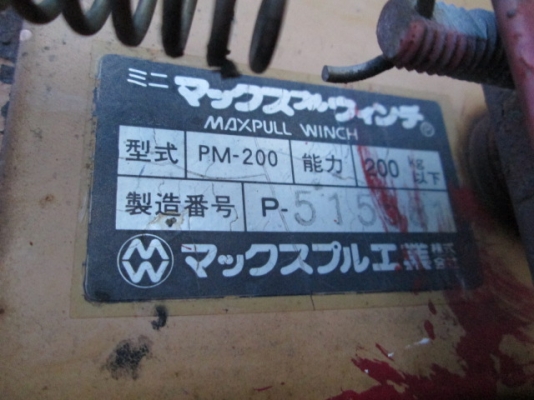 ミニ マックスプルウィンチ
MAXPULL WINCH
型式 PM-200 能力 200 kg以下
製造番号
マックスプル工業株式会社